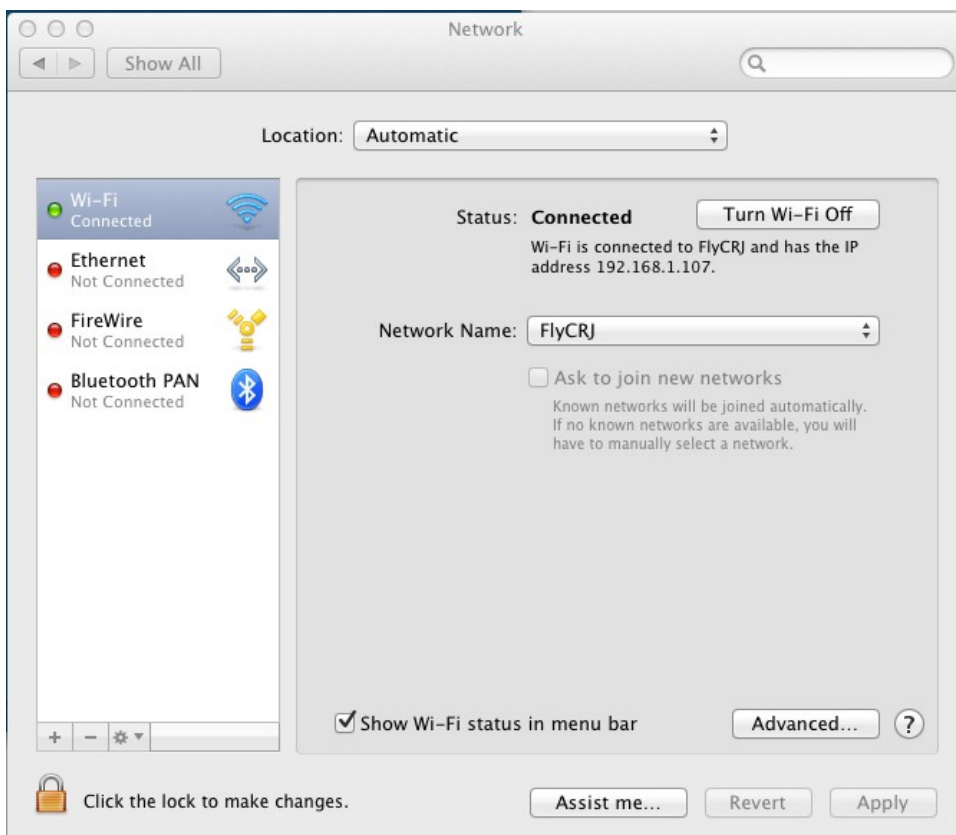 Network
Show All
Location: Automatic
Wi-Fi
Connected
Ethernet
Not Connected
FireWire
Not Connected
Bluetooth PAN
Not Connected
Status: Connected
Turn Wi-Fi Off
Wi-Fi is connected to FlyCRJ and has the IP
address 192.168.1.107.
Network Name: FlyCRJ
Ask to join new networks
Known networks will be joined automatically.
If no known networks are available, you will
have to manually select a network.
Show Wi-Fi status in menu bar
Advanced...
?
Click the lock to make changes.
Assist me...
Revert
Apply